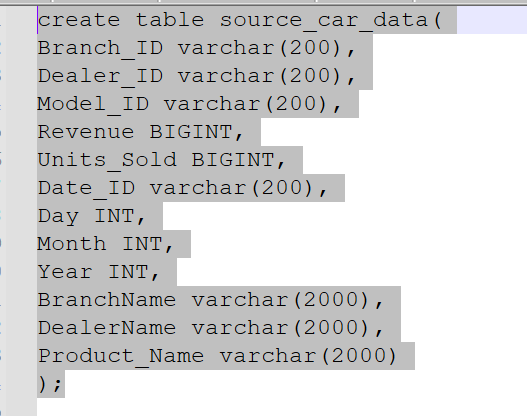 create table source_car_data(
Branch_ID varchar(200),
Dealer_ID varchar(200),
Model_ID varchar(200),
Revenue BIGINT,
Units_Sold BIGINT,
Date_ID varchar(200),
Day INT,
Month INT,
Year INT,
BranchName varchar(2000),
DealerName varchar(2000),
Product_Name varchar(2000)
);